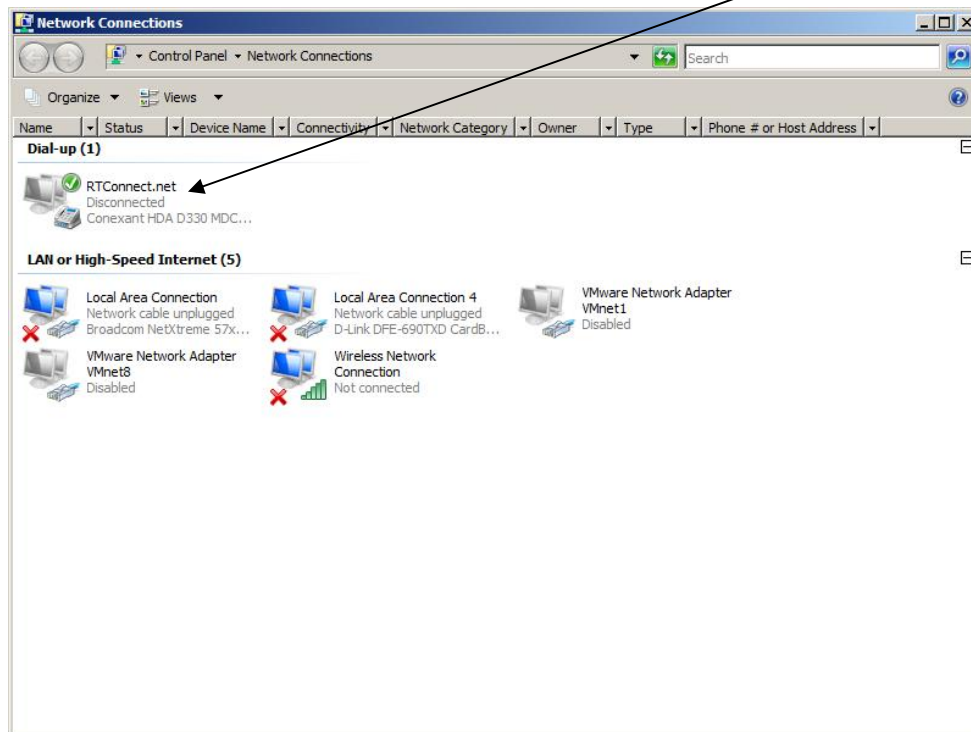 Network Connections
Control Panel Network Connections
Search
Organize Views
Name Status Device Name Connectivity Network Category Owner Type Phone # or Host Address
Dial-up (1)
RTConnect.net
Disconnected
Conexant HDA D330 MDC...
LAN or High-Speed Internet (5)
Local Area Connection
Network cable unplugged
Broadcom NetXtreme 57x...
Local Area Connection 4
Network cable unplugged
D-Link DFE-690TXD CardB...
VMware Network Adapter
VMnet1
Disabled
VMware Network Adapter
VMnet8
Disabled
Wireless Network
Connection
Not connected